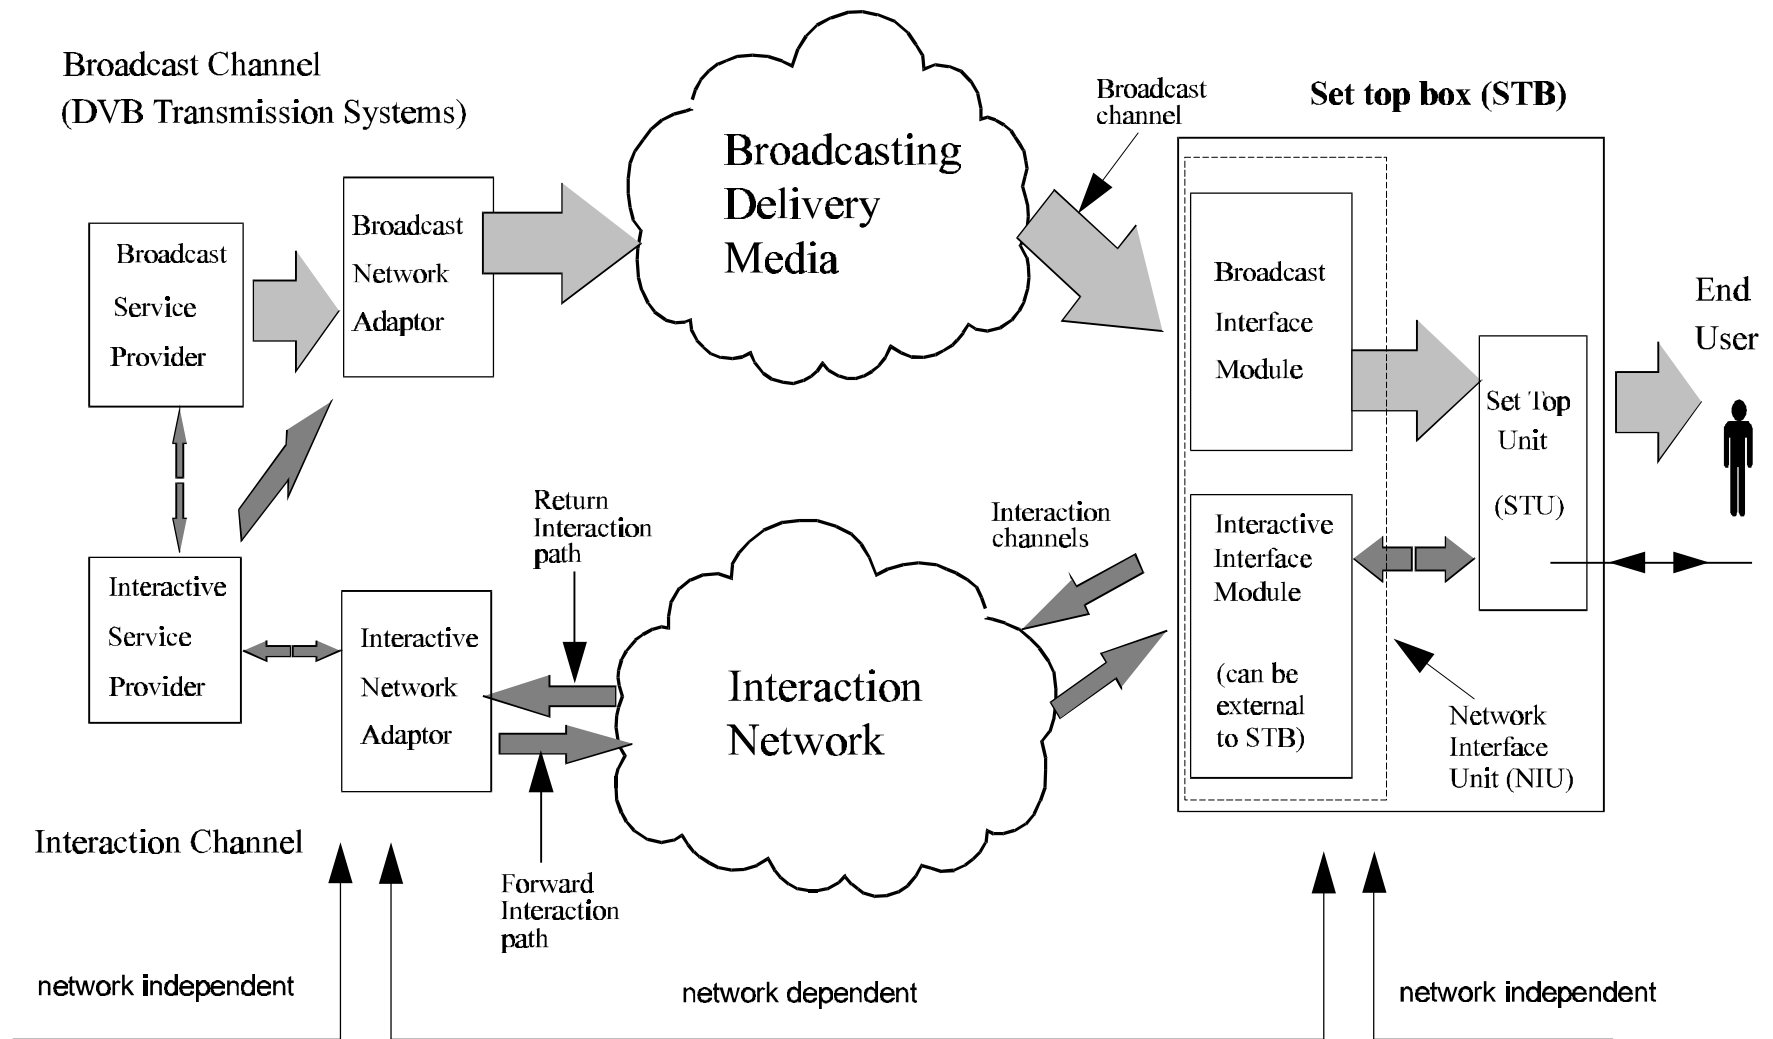 Broadcast Channel
(DVB Transmission Systems)
Broadcast
Service
Provider
Broadcast
Network
Adaptor
Broadcasting
Delivery
Media
Broadcast
channel
Set top box (STB)
Broadcast
Interface
Module
Set Top
Unit
(STU)
End
User
Interactive
Service
Provider
Interactive
Network
Adaptor
Return
Interaction
path
Forward
Interaction
path
Interaction
Network
Interaction
channels
Interactive
Interface
Module
(can be
external
to STB)
Network
Interface
Unit (NIU)
Interaction Channel
network independent
network dependent
network independent